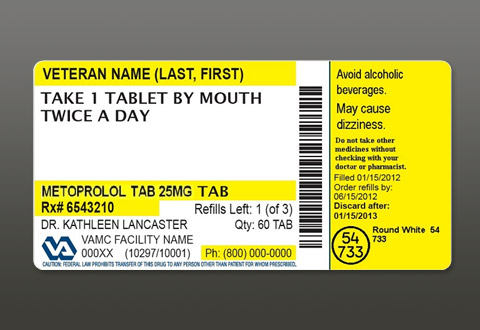 VETERAN NAME (LAST, FIRST)
TAKE 1 TABLET BY MOUTH
TWICE A DAY
METOPROLOL TAB 25MG TAB
Rx# 6543210
Refills Left: 1 (of 3)
DR. KATHLEEN LANCASTER
Qty: 60 TAB
VA
VAMC FACILITY NAME
000XX (10297/10001)
Ph: (800) 000-0000
CAUTION: FEDERAL LAW PROHIBITS TRANSFER OF THIS DRUG TO ANY PERSON OTHER THAN PATIENT FOR WHOM PRESCRIBED.
Avoid alcoholic
beverages.
May cause
dizziness.
Do not take other
medicines without
checking with your
doctor or pharmacist.
Filled 01/15/2012
Order refills by:
06/15/2012
Discard after:
01/15/2013
54
733
Round White 54
733